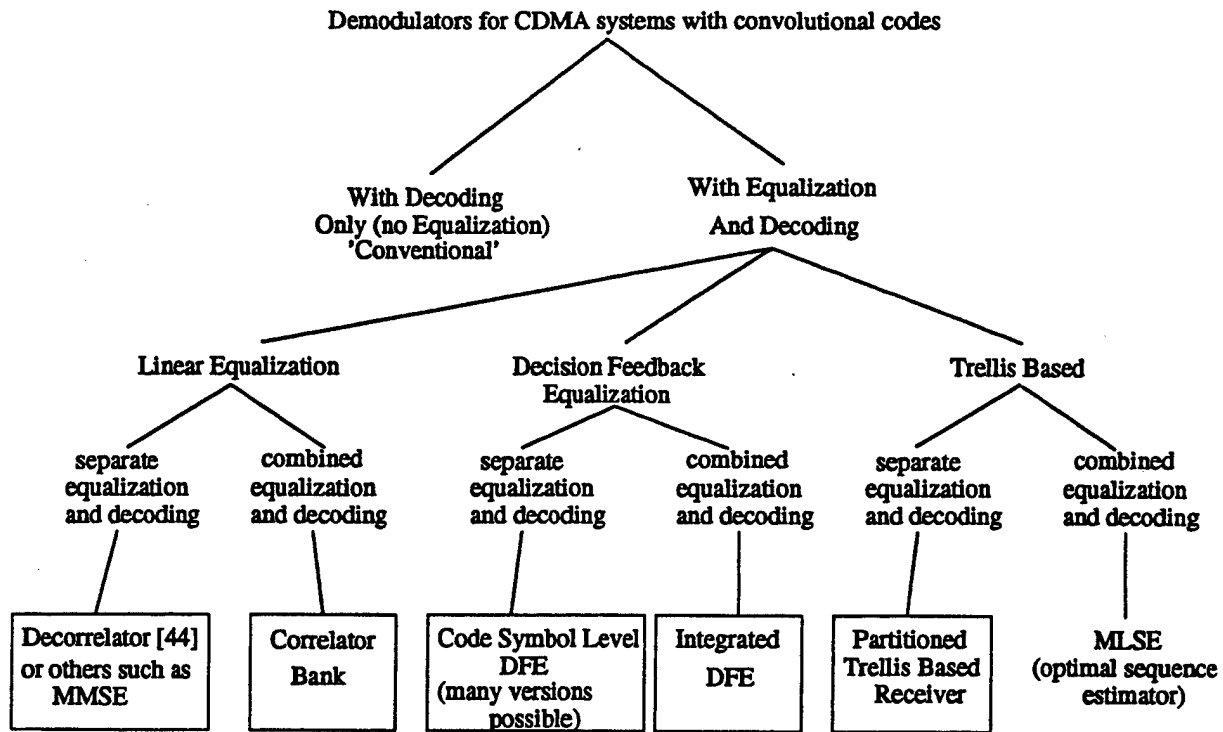 Demodulators for CDMA systems with convolutional codes
With Decoding
Only (no Equalization)
'Conventional'
With Equalization
And Decoding
Linear Equalization
Decision Feedback
Equalization
Trellis Based
separate
equalization
and decoding
combined
equalization
and decoding
separate
equalization
and decoding
combined
equalization
and decoding
separate
equalization
and decoding
combined
equalization
and decoding
Decorrelator [44]
or others such as
MMSE
Correlator
Bank
Code Symbol Level
DFE
(many versions
possible)
Integrated
DFE
Partitioned
Trellis Based
Receiver
MLSE
(optimal sequence
estimator)